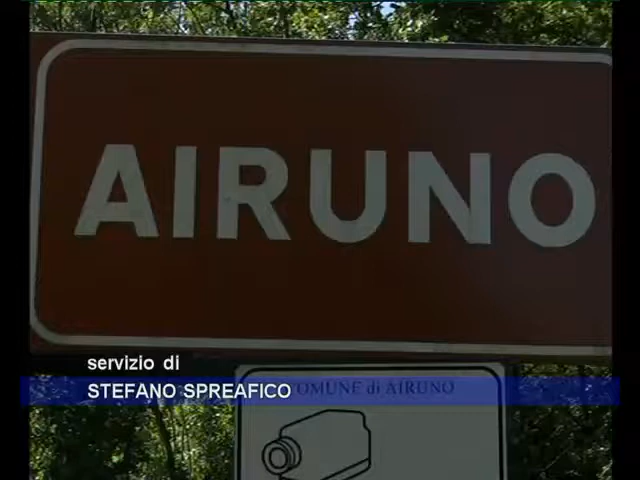 AIRUNO
servizio di
STEFANO SPREAFICO
COMUNE di AIRUNO